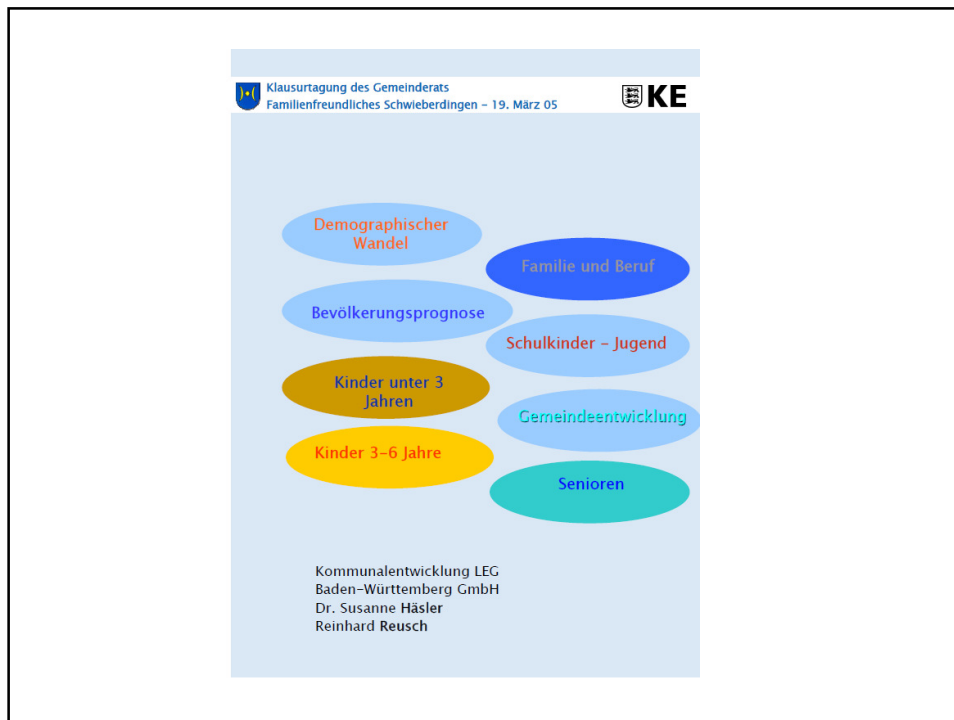 Klausurtagung des Gemeinderats
Familienfreundliches Schwieberdingen – 19. März 05
KE
Demographischer
Wandel
Familie und Beruf
Bevölkerungsprognose
Schulkinder – Jugend
Kinder unter 3
Jahren
Gemeindeentwicklung
Kinder 3-6 Jahre
Senioren
Kommunalentwicklung LEG
Baden-Württemberg GmbH
Dr. Susanne Häsler
Reinhard Reusch